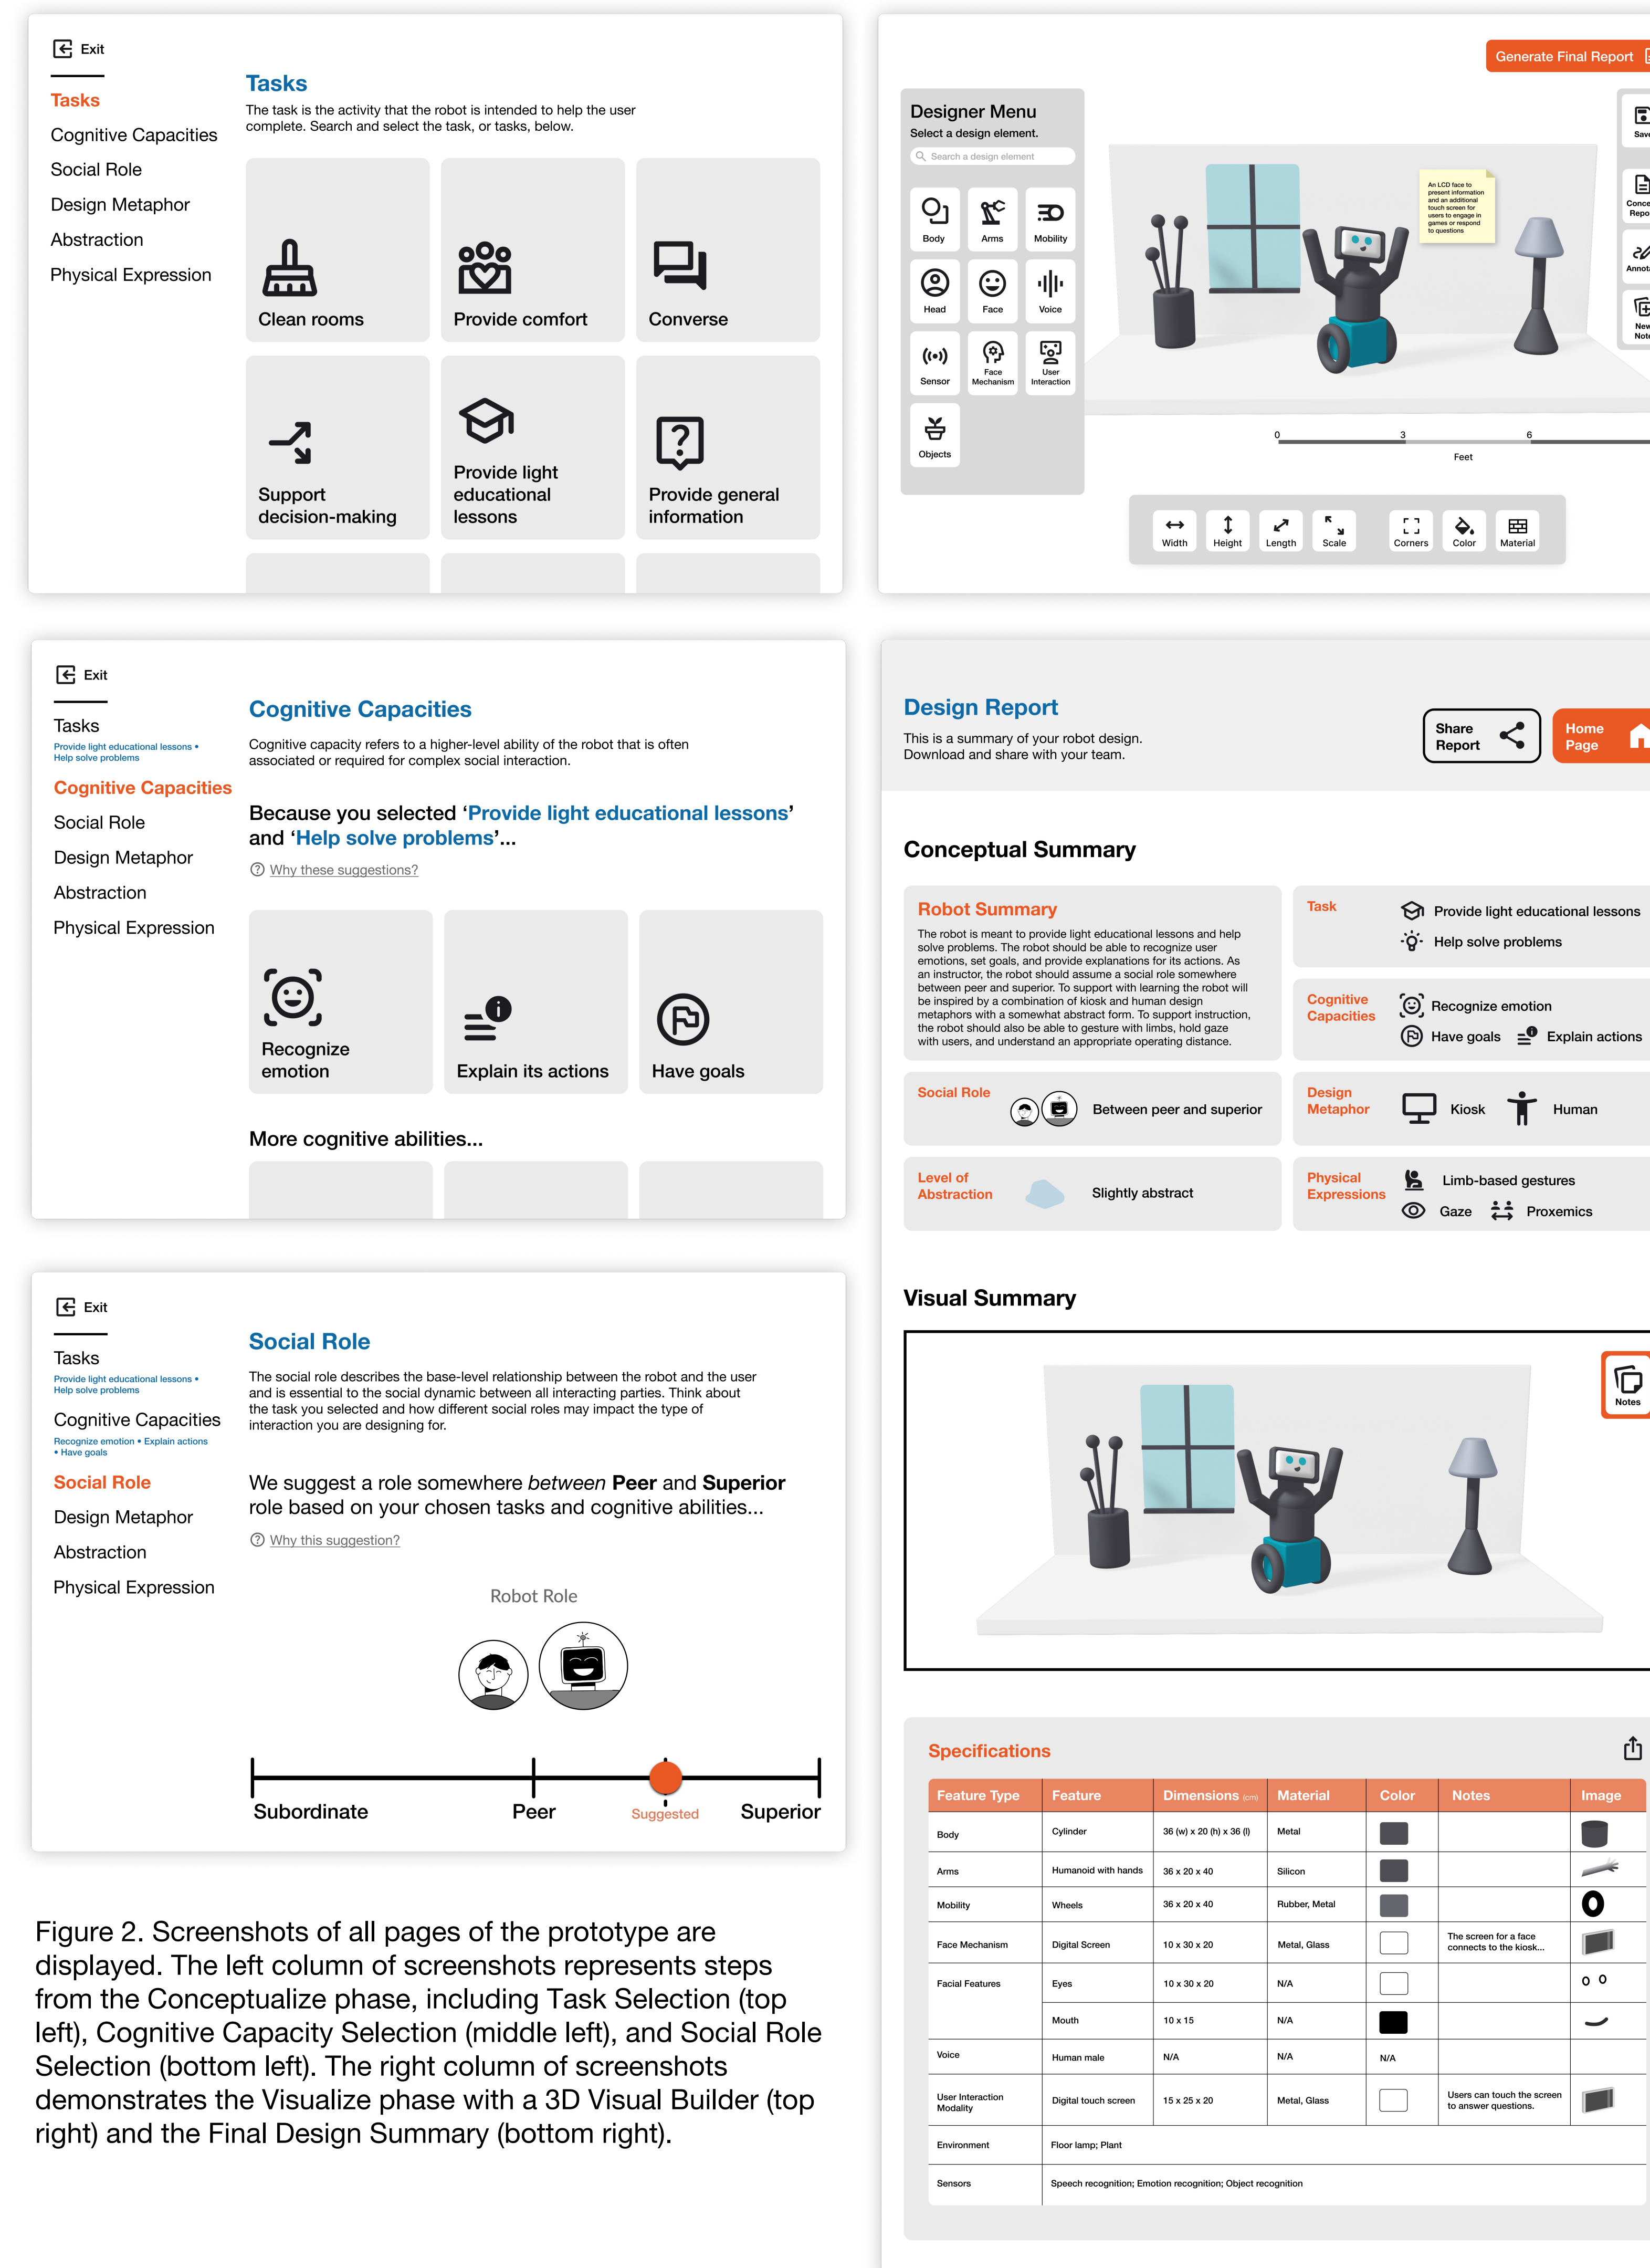 Exit
Tasks
Cognitive Capacities
Social Role
Design Metaphor
Abstraction
Physical Expression
Tasks
The task is the activity that the robot is intended to help the user
complete. Search and select the task, or tasks, below.
Clean rooms
Provide comfort
Converse
Support
decision-making
Provide light
educational
lessons
Provide general
information
Generate Final Report
Designer Menu
Select a design element.
Search a design element
Body
Arms
Mobility
Head
Face
Voice
Sensor
Face
Mechanism
User
Interaction
Objects
An LCD face to
present information
and an additional
touch screen for
users to engage in
games or respond
to questions
New
0
3
6
Feet
Width
Height
Length
Scale
Corners
Color
Material
Exit
Tasks
Provide light educational lessons •
Help solve problems
Cognitive Capacities
Social Role
Design Metaphor
Abstraction
Physical Expression
Cognitive Capacities
Cognitive capacity refers to a higher-level ability of the robot that is often
associated or required for complex social interaction.
Because you selected ‘Provide light educational lessons’
and ‘Help solve problems’...
Why these suggestions?
Recognize
emotion
Explain its actions
Have goals
More cognitive abilities...
Exit
Tasks
Provide light educational lessons •
Help solve problems
Cognitive Capacities
Recognize emotion • Explain actions
• Have goals
Social Role
Design Metaphor
Abstraction
Physical Expression
Social Role
The social role describes the base-level relationship between the robot and the user
and is essential to the social dynamic between all interacting parties. Think about
the task you selected and how different social roles may impact the type of
interaction you are designing for.
We suggest a role somewhere between Peer and Superior
role based on your chosen tasks and cognitive abilities...
Why this suggestion?
Robot Role
Subordinate
Peer
Suggested
Superior
Figure 2. Screenshots of all pages of the prototype are
displayed. The left column of screenshots represents steps
from the Conceptualize phase, including Task Selection (top
left), Cognitive Capacity Selection (middle left), and Social Role
Selection (bottom left). The right column of screenshots
demonstrates the Visualize phase with a 3D Visual Builder (top
right) and the Final Design Summary (bottom right).
Design Report
This is a summary of your robot design.
Download and share with your team.
Share
Report
Home
Page
Conceptual Summary
Robot Summary
The robot is meant to provide light educational lessons and help
solve problems. The robot should be able to recognize user
emotions, set goals, and provide explanations for its actions. As
an instructor, the robot should assume a social role somewhere
between peer and superior. To support with learning the robot will
be inspired by a combination of kiosk and human design
metaphors with a somewhat abstract form. To support instruction,
the robot should also be able to gesture with limbs, hold gaze
with users, and understand an appropriate operating distance.
Task
Provide light educational lessons
Help solve problems
Cognitive
Capacities
Recognize emotion
Have goals
Explain actions
Social Role
Between peer and superior
Design
Metaphor
Kiosk
Human
Level of
Abstraction
Slightly abstract
Physical
Expressions
Limb-based gestures
Gaze
Proxemics
Visual Summary
Notes
Specifications
Feature Type Feature Dimensions (cm) Material Color Notes Image
Body Cylinder 36 (w) x 20 (h) x 36 (l) Metal
Arms Humanoid with hands 36 x 20 x 40 Silicon
Mobility Wheels 36 x 20 x 40 Rubber, Metal
Face Mechanism Digital Screen 10 x 30 x 20 Metal, Glass
The screen for a face
connects to the kiosk...
Facial Features Eyes 10 x 30 x 20 N/A
Mouth 10 x 15 N/A
Voice Human male N/A N/A N/A
User Interaction
Modality
Digital touch screen 15 x 25 x 20 Metal, Glass
Users can touch the screen
to answer questions.
Environment Floor lamp; Plant
Sensors Speech recognition; Emotion recognition; Object recognition